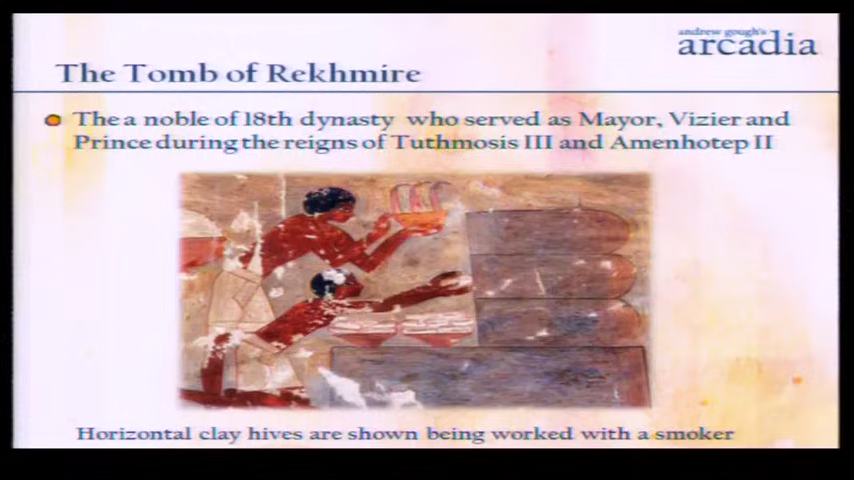 andrew gough's
arcadia
The Tomb of Rekhmire
The a noble of 18th dynasty who served as Mayor, Vizier and
Prince during the reigns of Tuthmosis III and Amenhotep II
Horizontal clay hives are shown being worked with a smoker